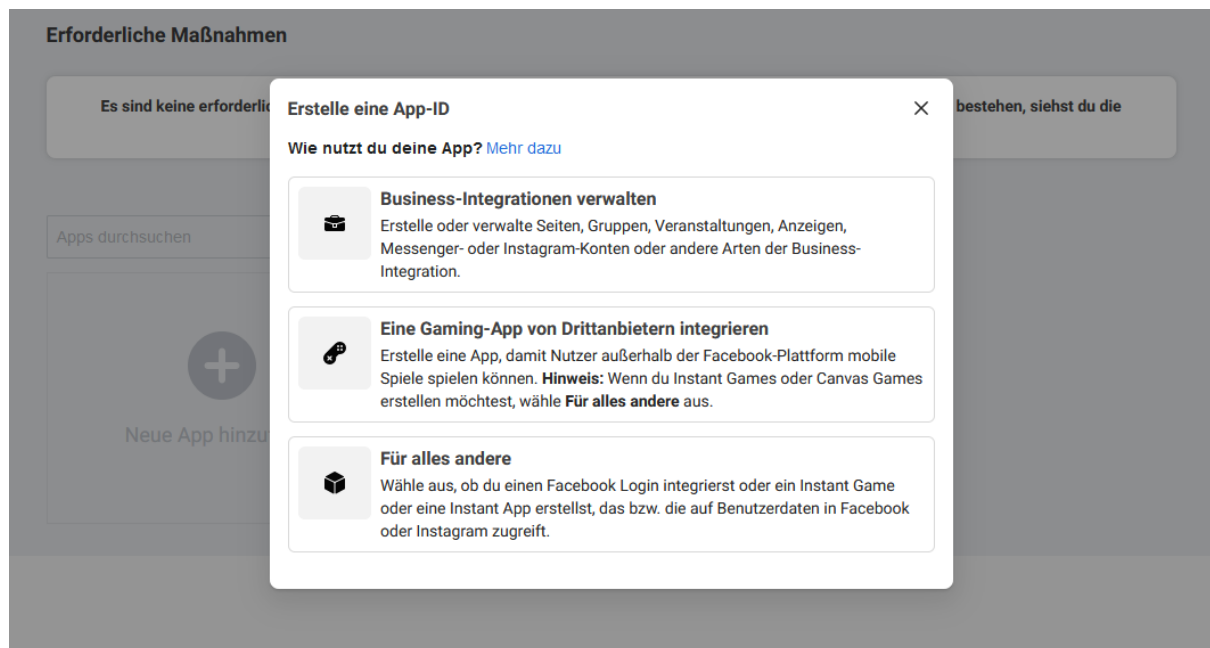 Erforderliche Maßnahmen
Es sind keine
bestehen, siehst du die
Erstelle eine App-ID
Wie nutzt du deine App? Mehr dazu
Business-Integrationen verwalten
Erstelle oder verwalte Seiten, Gruppen, Veranstaltungen, Anzeigen,
Messenger- oder Instagram-Konten oder andere Arten der Business-
Integration.
Apps durchsuchen
Eine Gaming-App von Drittanbietern integrieren
Erstelle eine App, damit Nutzer außerhalb der Facebook-Plattform mobile
Spiele spielen können. Hinweis: Wenn du Instant Games oder Canvas Games
erstellen möchtest, wähle Für alles andere aus.
Neue App
Für alles andere
Wähle aus, ob du einen Facebook Login integrierst oder ein Instant Game
oder eine Instant App erstellst, das bzw. die auf Benutzerdaten in Facebook
oder Instagram zugreift.